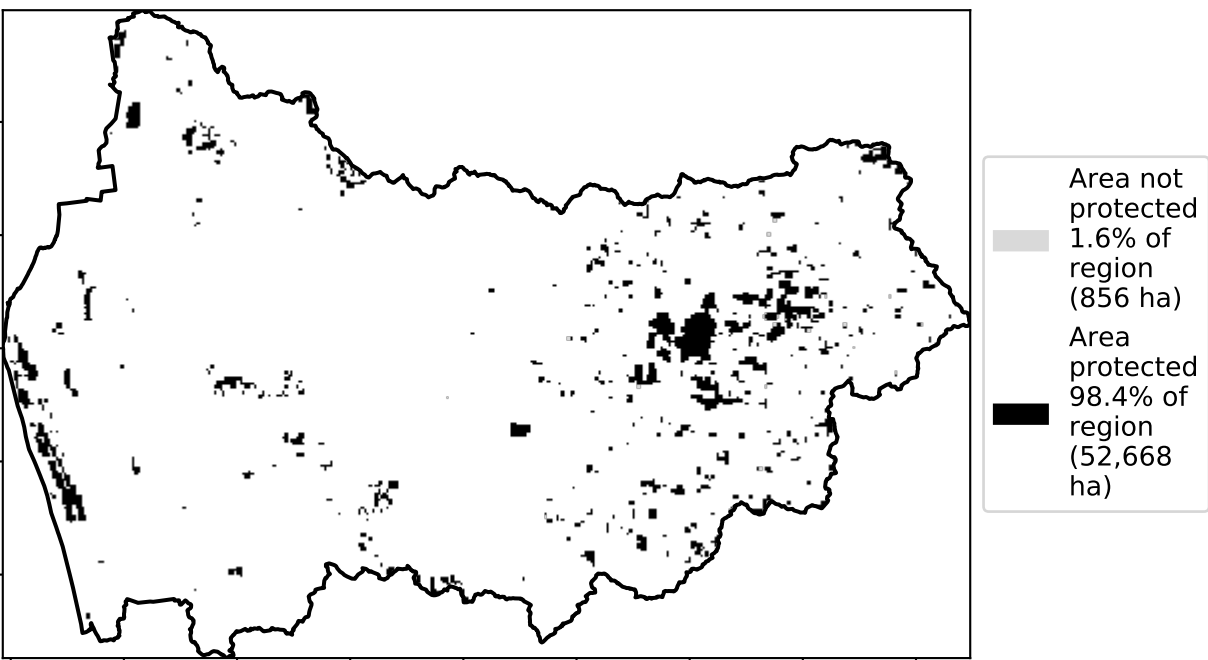 Area not
protected
1.6% of
region
(856 ha)
Area
protected
98.4% of
region
(52,668
ha)